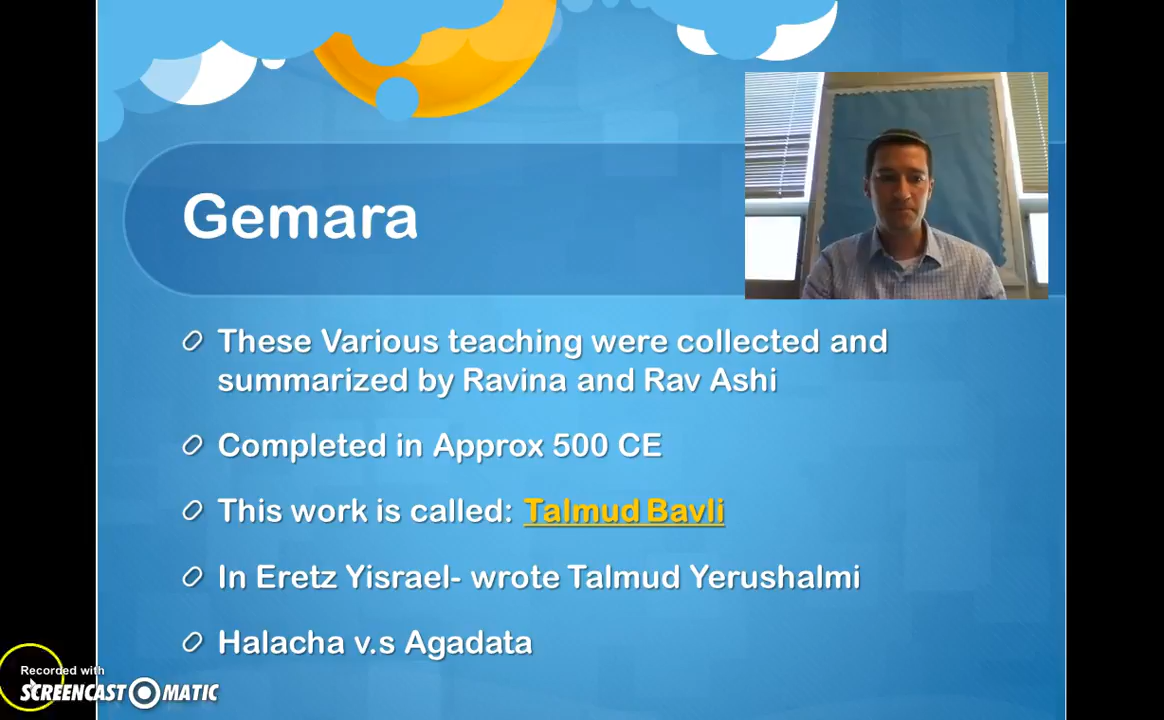 Gemara
These Various teaching were collected and
summarized by Ravina and Rav Ashi
Completed in Approx 500 CE
This work is called: Talmud Bavli
In Eretz Yisrael- wrote Talmud Yerushalmi
Halacha v.s Agadata
Recorded with
SCREENCAST MATIC